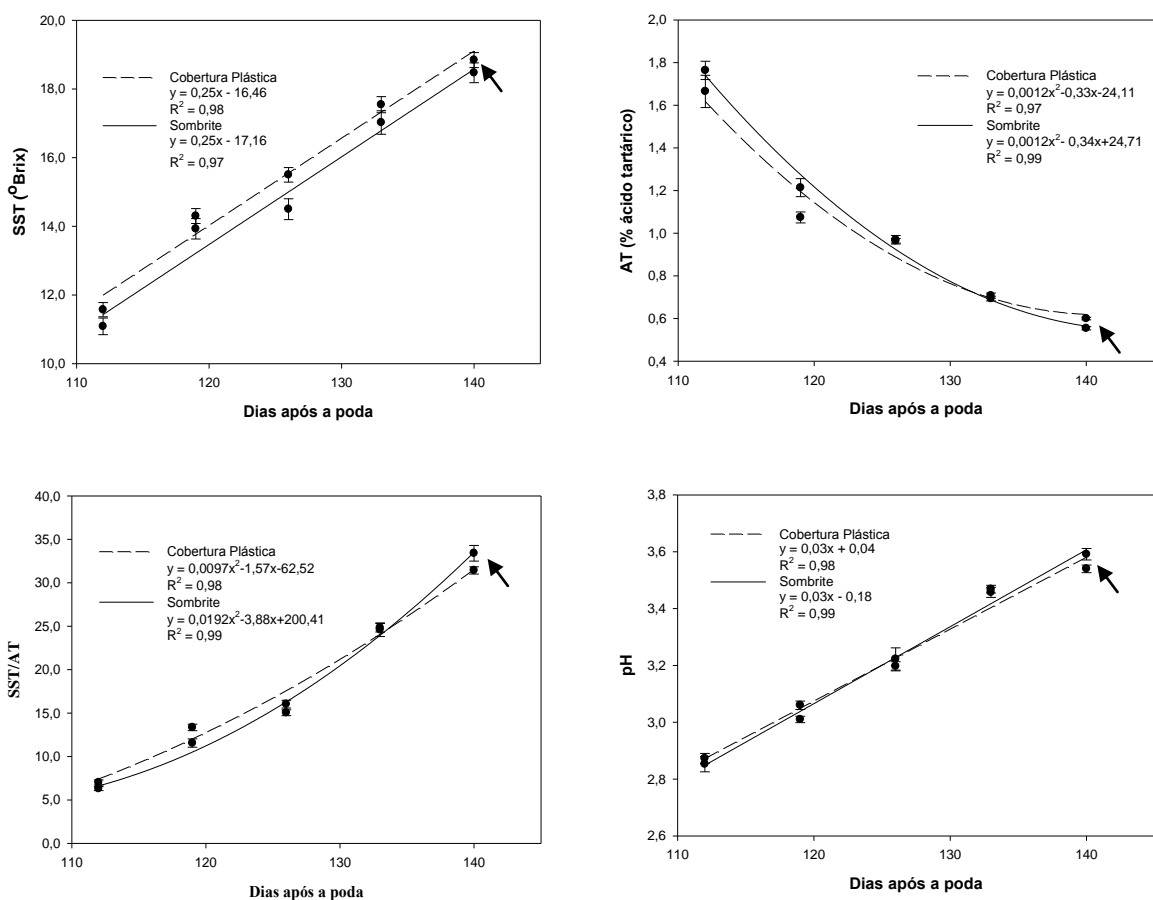 20,0
18,0
16,0
14,0
12,0
10,0
SST (ºBrix)
Cobertura Plástica
y = 0,25x - 16,46
R² = 0,98
Sombrite
y = 0,25x - 17,16
R² = 0,97
110 120 130 140
Dias após a poda
2,0
1,8
1,6
1,4
1,2
1,0
0,8
0,6
0,4
AT (% ácido tartárico)
Cobertura Plástica
y = 0,0012x²-0,33x-24,11
R² = 0,97
Sombrite
y = 0,0012x²- 0,34x+24,71
R² = 0,99
110 120 130 140
Dias após a poda
40,0
35,0
30,0
25,0
20,0
15,0
10,0
5,0
0,0
SST/AT
Cobertura Plástica
y = 0,0097x²-1,57x-62,52
R² = 0,98
Sombrite
y = 0,0192x²-3,88x+200,41
R² = 0,99
110 120 130 140
Dias após a poda
3,8
3,6
3,4
3,2
3,0
2,8
2,6
pH
Cobertura Plástica
y = 0,03x + 0,04
R² = 0,98
Sombrite
y = 0,03x - 0,18
R² = 0,99
110 120 130 140
Dias após a poda